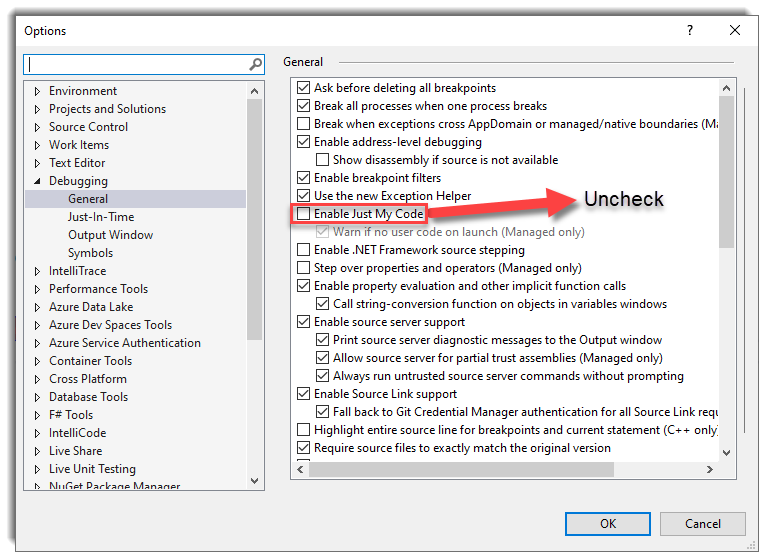 Options
?
General
Environment
Projects and Solutions
Source Control
Work Items
Text Editor
Debugging
General
Just-In-Time
Output Window
Symbols
IntelliTrace
Performance Tools
Azure Data Lake
Azure Dev Spaces Tools
Azure Service Authentication
Container Tools
Cross Platform
Database Tools
F# Tools
IntelliCode
Live Share
Live Unit Testing
NuGet Package Manager
Ask before deleting all breakpoints
Break all processes when one process breaks
Break when exceptions cross AppDomain or managed/native boundaries (Ma
Enable address-level debugging
Show disassembly if source is not available
Enable breakpoint filters
Use the new Exception Helper
Enable Just My Code
Uncheck
Warn if no user code on launch (Managed only)
Enable .NET Framework source stepping
Step over properties and operators (Managed only)
Enable property evaluation and other implicit function calls
Call string-conversion function on objects in variables windows
Enable source server support
Print source server diagnostic messages to the Output window
Allow source server for partial trust assemblies (Managed only)
Always run untrusted source server commands without prompting
Enable Source Link support
Fall back to Git Credential Manager authentication for all Source Link requ
Highlight entire source line for breakpoints and current statement (C++ only)
Require source files to exactly match the original version
OK
Cancel